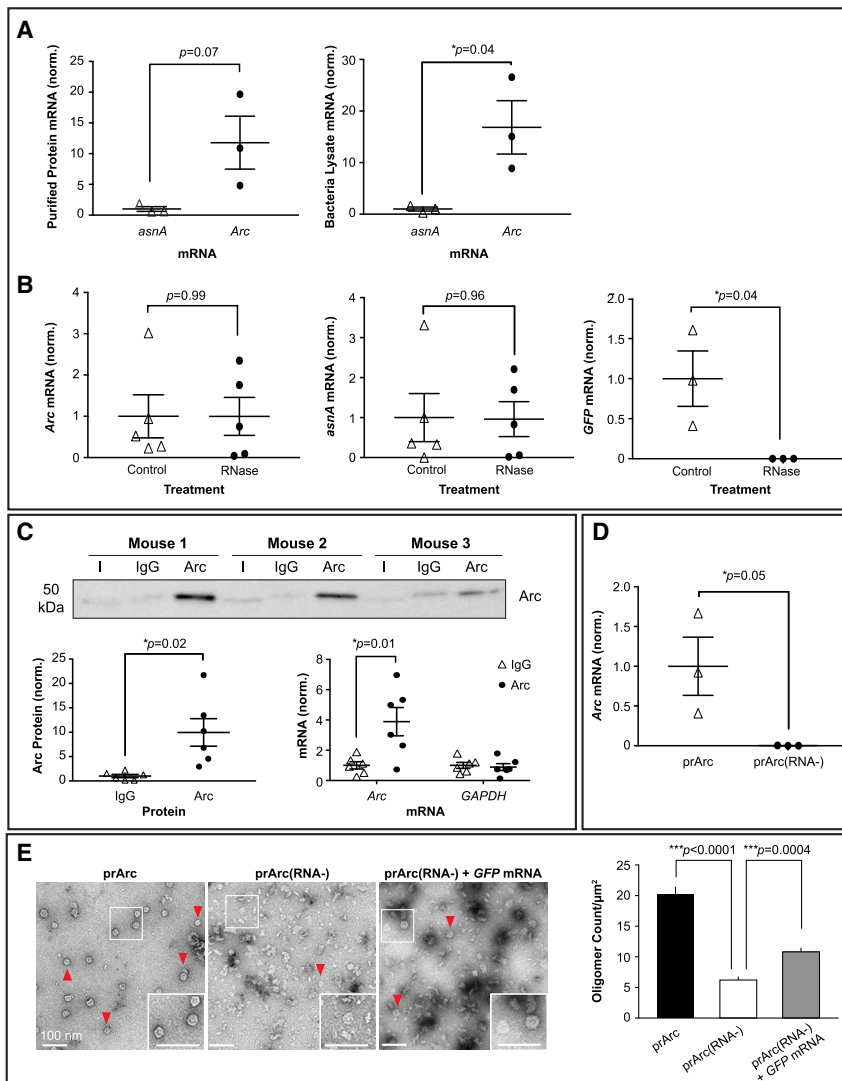 A
p=0.07
Purified Protein mRNA (norm.)
25
20
15
10
5
0
asnA
Arc
mRNA
*p=0.04
Bacteria Lysate mRNA (norm.)
30
20
10
0
asnA
Arc
mRNA
B
p=0.99
Arc mRNA (norm.)
4
3
2
1
0
Control
RNase
Treatment
p=0.96
asnA mRNA (norm.)
5
4
3
2
1
0
Control
RNase
Treatment
*p=0.04
GFP mRNA (norm.)
2.0
1.5
1.0
0.5
0
Control
RNase
Treatment
C
Mouse 1 Mouse 2 Mouse 3
I IgG Arc I IgG Arc I IgG Arc
50
kDa
Arc
*p=0.02
Arc Protein (norm.)
25
20
15
10
5
0
IgG
Arc
Protein
*p=0.01
IgG
Arc
mRNA (norm.)
10
8
6
4
2
0
Arc
GAPDH
mRNA
D
*p=0.05
Arc mRNA (norm.)
2.0
1.5
1.0
0.5
0
prArc
prArc(RNA-)
E
prArc
prArc(RNA-)
prArc(RNA-) + GFP mRNA
100 nm
***p<0.0001
***p=0.0004
Oligomer Count/µm²
25
20
15
10
5
0
prArc
prArc(RNA-)
prArc(RNA-)
+ GFP mRNA